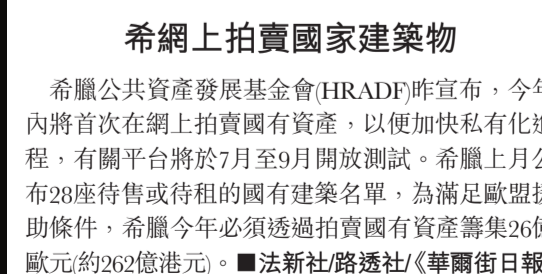 希網上拍賣國家建築物
希臘公共資產發展基金會(HRADF)昨宣布，今年
內將首次在網上拍賣國有資產，以便加快私有化進
程，有關平台將於7月至9月開放測試。希臘上月公
布28座待售或待租的國有建築名單，為滿足歐盟援
助條件，希臘今年必須透過拍賣國有資產籌集26億
歐元(約262億港元)。■法新社/路透社/《華爾街日報